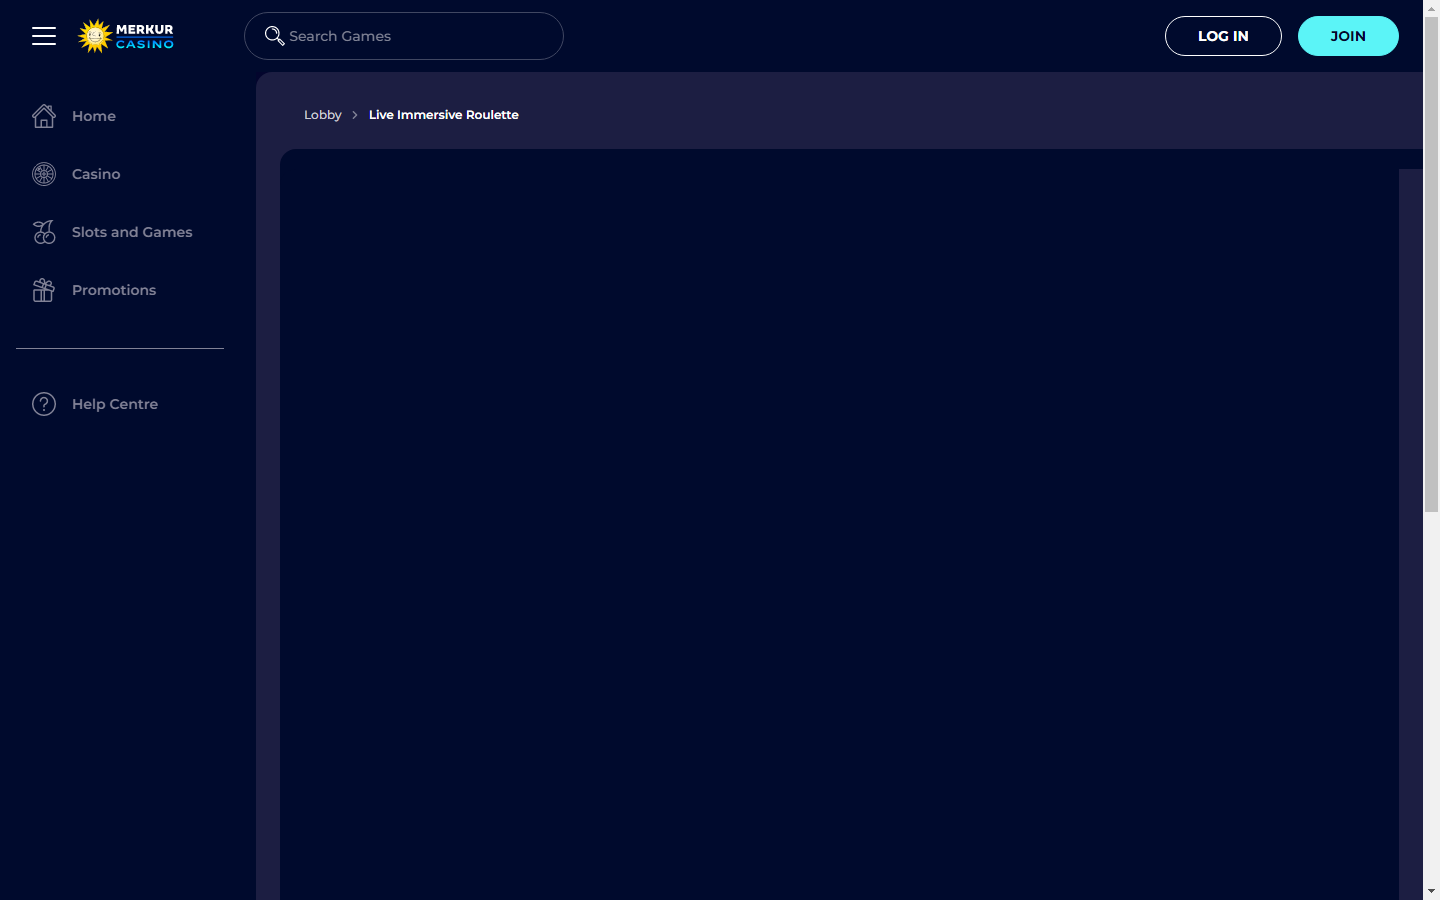 MERKUR
CASINO
Search Games
LOG IN
JOIN
Home
Casino
Slots and Games
Promotions
Help Centre
Lobby > Live Immersive Roulette